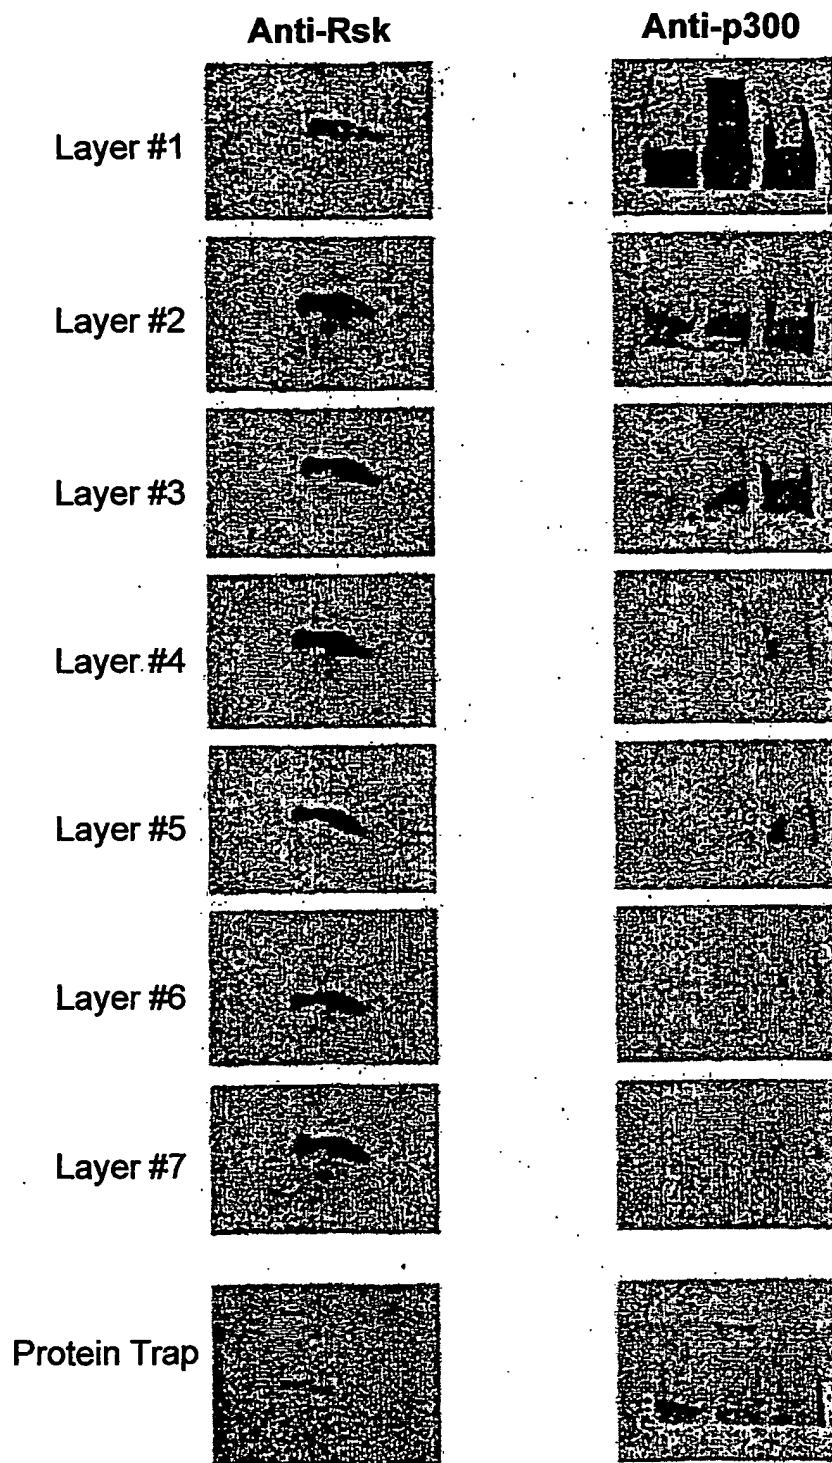 Anti-Rsk Anti-p300
Layer #1
Layer #2
Layer #3
Layer #4
Layer #5
Layer #6
Layer #7
Protein Trap